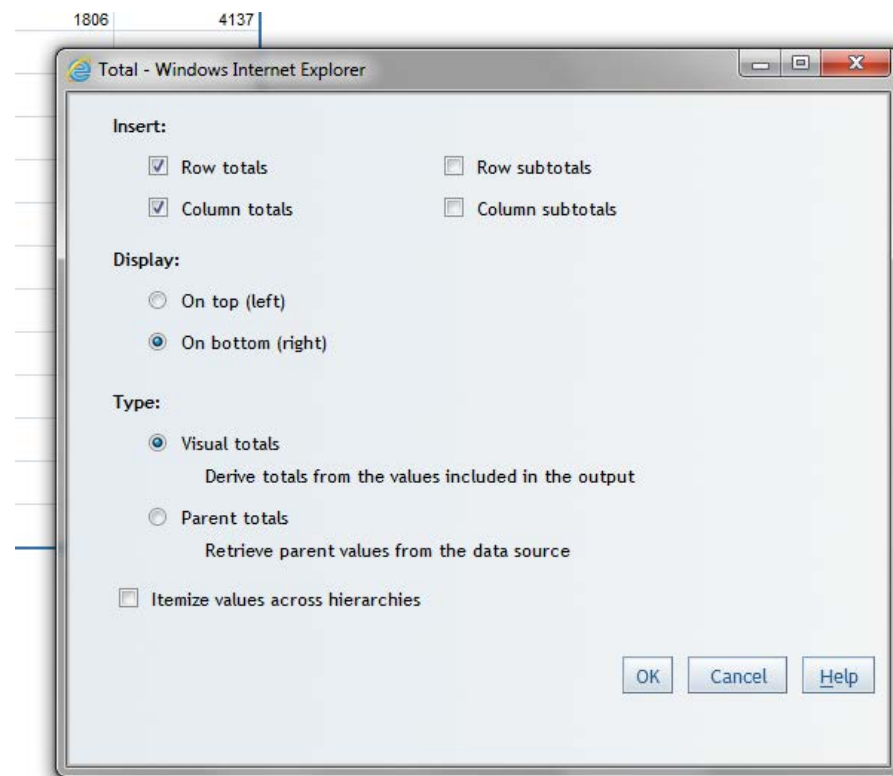 1806 4137
Total - Windows Internet Explorer
Insert:
Row totals Row subtotals
Column totals Column subtotals
Display:
On top (left)
On bottom (right)
Type:
Visual totals
Derive totals from the values included in the output
Parent totals
Retrieve parent values from the data source
Itemize values across hierarchies
OK Cancel Help